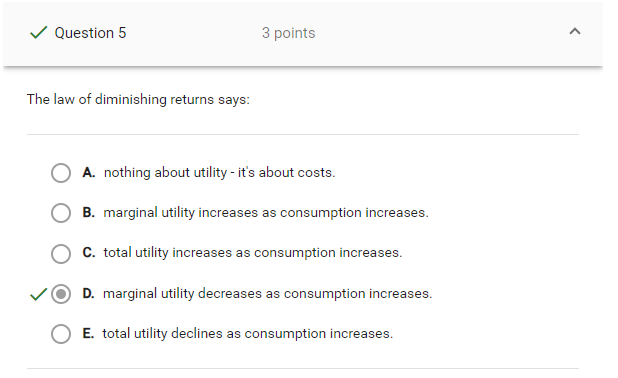 Question 5 3 points
The law of diminishing returns says:
A. nothing about utility - it's about costs.
B. marginal utility increases as consumption increases.
C. total utility increases as consumption increases.
D. marginal utility decreases as consumption increases.
E. total utility declines as consumption increases.